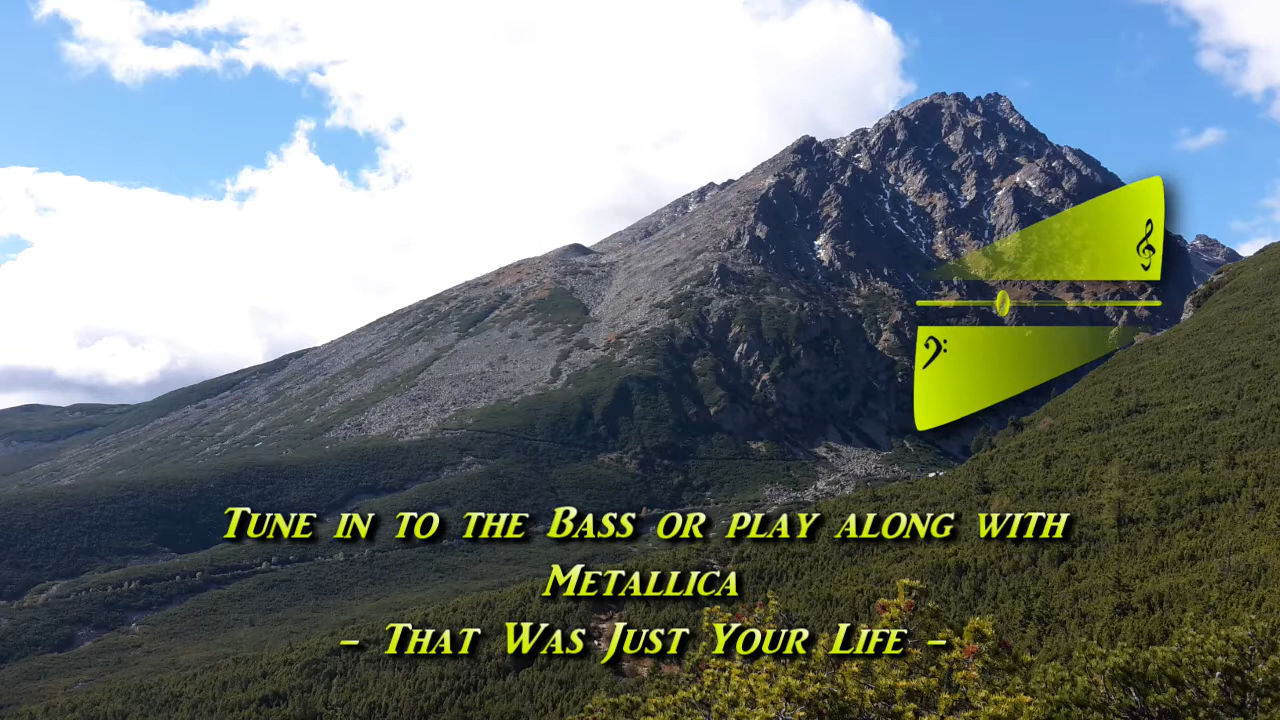 Tune in to the Bass or play along with
Metallica
- That Was Just Your Life -